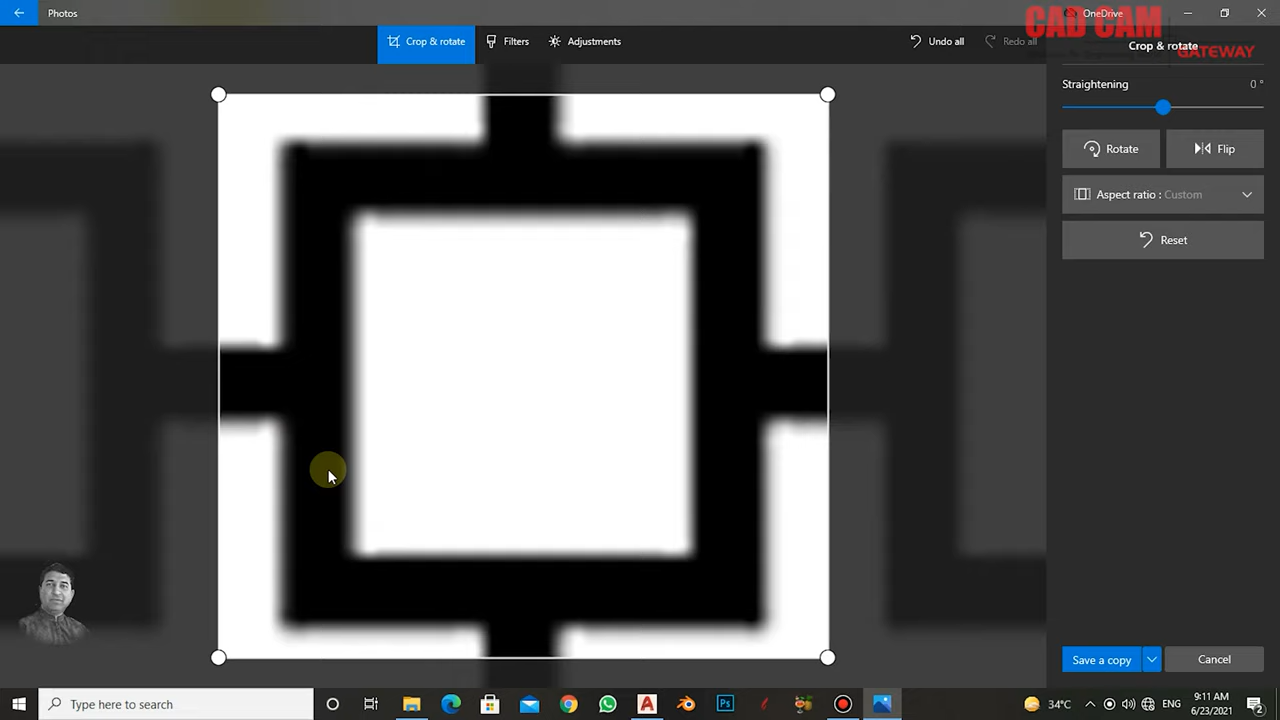 Photos
OneDrive
CAD CAM
GATEWAY
Crop & rotate
Filters
Adjustments
Undo all
Redo all
Crop & rotate
Straightening
0 °
Rotate
Flip
Aspect ratio : Custom
Reset
Save a copy
Cancel
Type here to search
A
Ps
34°C
ENG
9:11 AM
6/23/2021
2